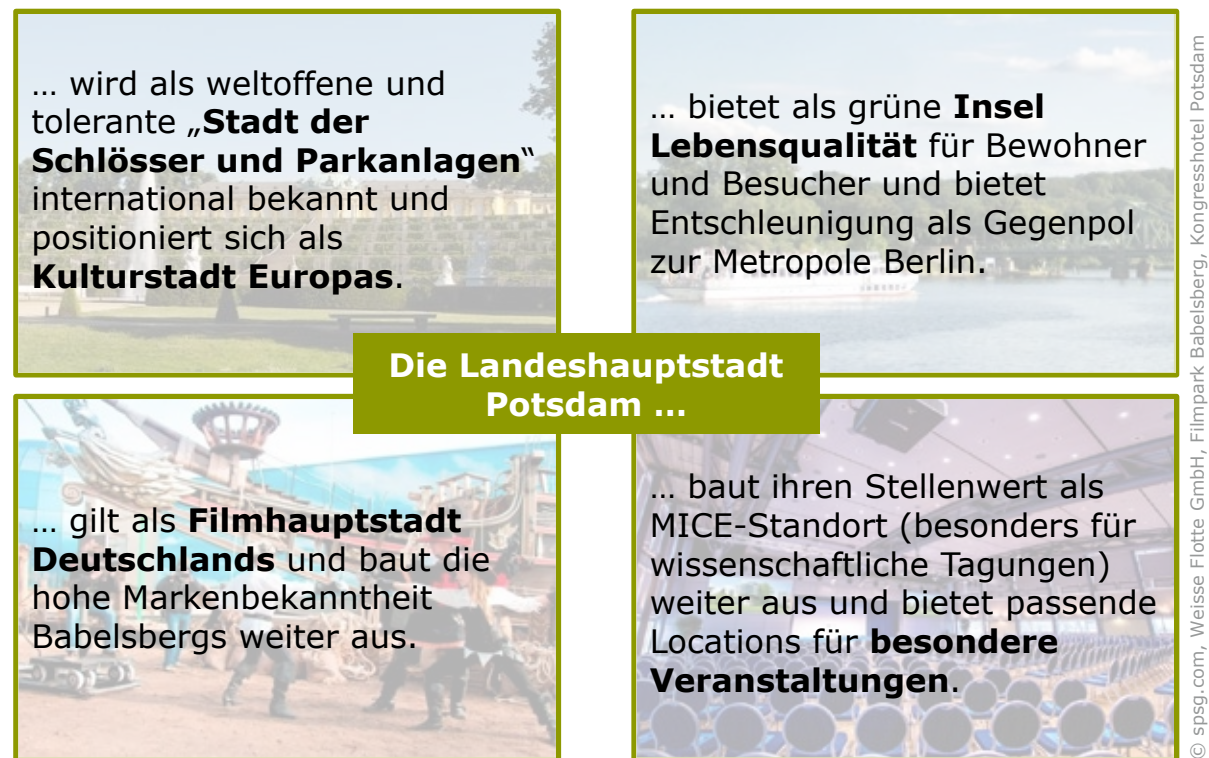 … wird als weltoffene und
tolerante „Stadt der
Schlösser und Parkanlagen“
international bekannt und
positioniert sich als
Kulturstadt Europas.
… bietet als grüne Insel
Lebensqualität für Bewohner
und Besucher und bietet
Entschleunigung als Gegenpol
zur Metropole Berlin.
Die Landeshauptstadt
Potsdam …
… gilt als Filmhauptstadt
Deutschlands und baut die
hohe Markenbekanntheit
Babelsbergs weiter aus.
… baut ihren Stellenwert als
MICE-Standort (besonders für
wissenschaftliche Tagungen)
weiter aus und bietet passende
Locations für besondere
Veranstaltungen.
© spsg.com, Weisse Flotte GmbH, Filmpark Babelsberg, Kongresshotel Potsdam